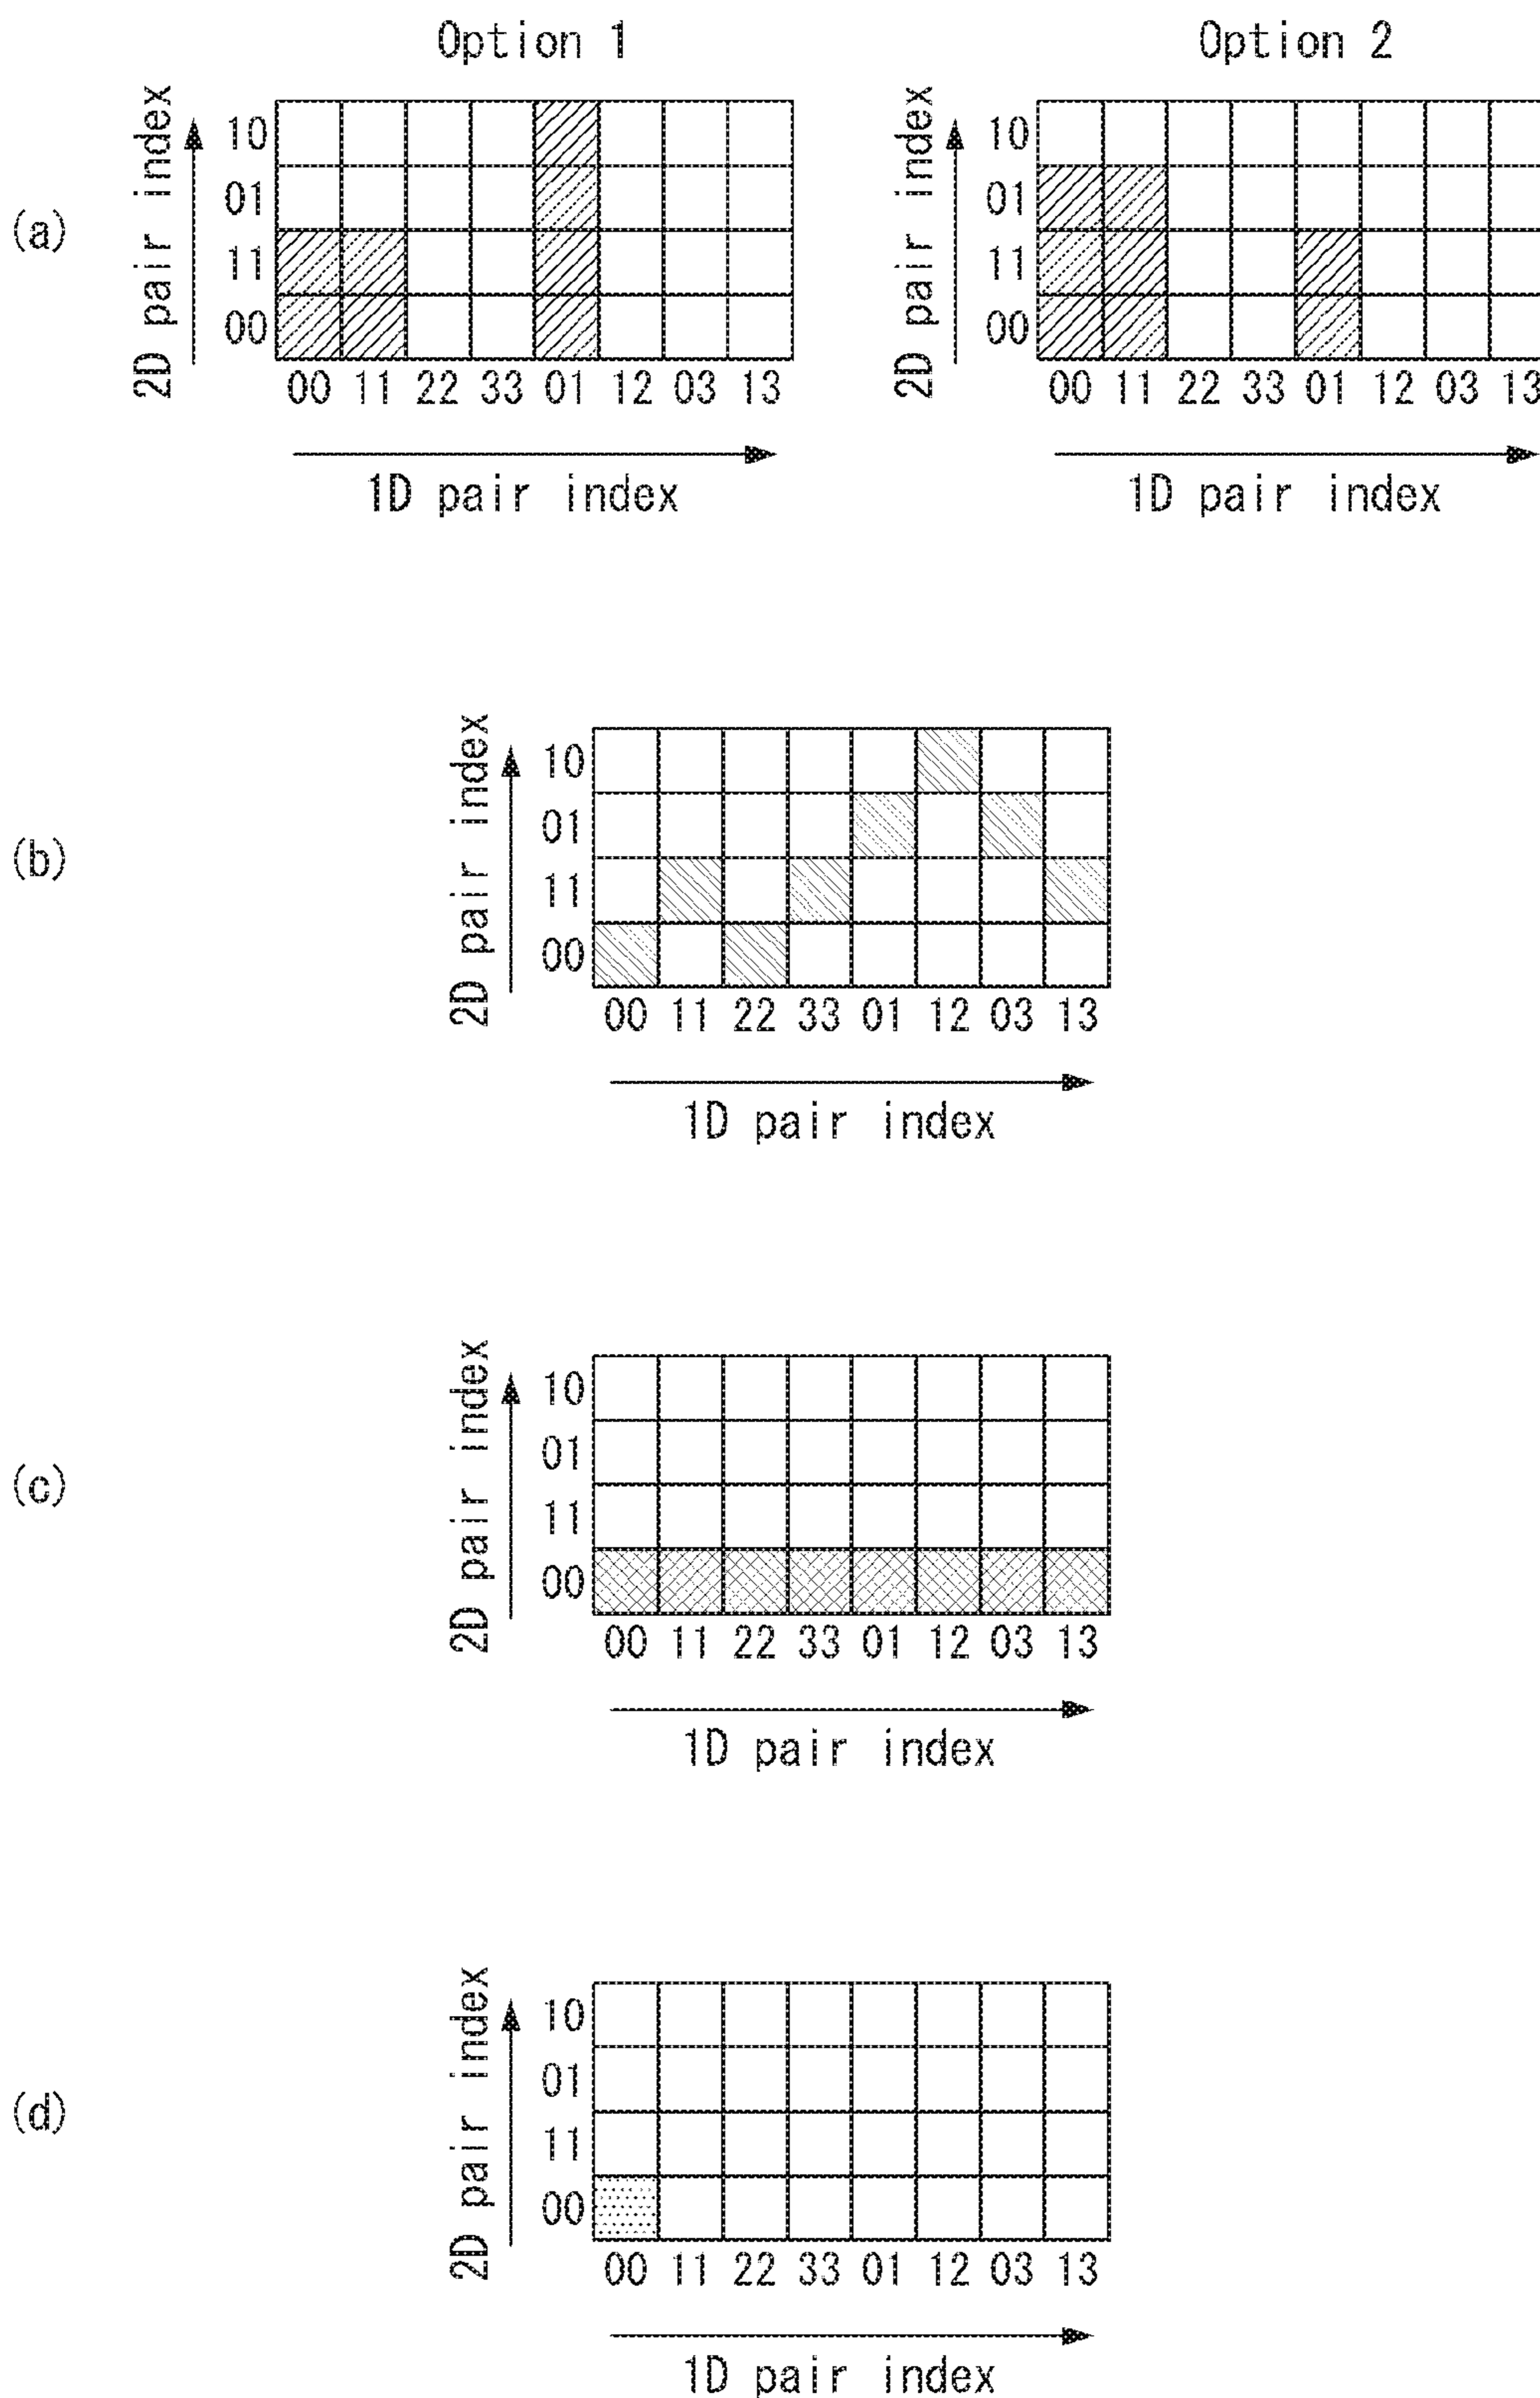 Option 1
Option 2
(a)
2D pair index
10
01
11
00
00 11 22 33 01 12 03 13
1D pair index
2D pair index
10
01
11
00
00 11 22 33 01 12 03 13
1D pair index
(b)
2D pair index
10
01
11
00
00 11 22 33 01 12 03 13
1D pair index
(c)
2D pair index
10
01
11
00
00 11 22 33 01 12 03 13
1D pair index
(d)
2D pair index
10
01
11
00
00 11 22 33 01 12 03 13
1D pair index